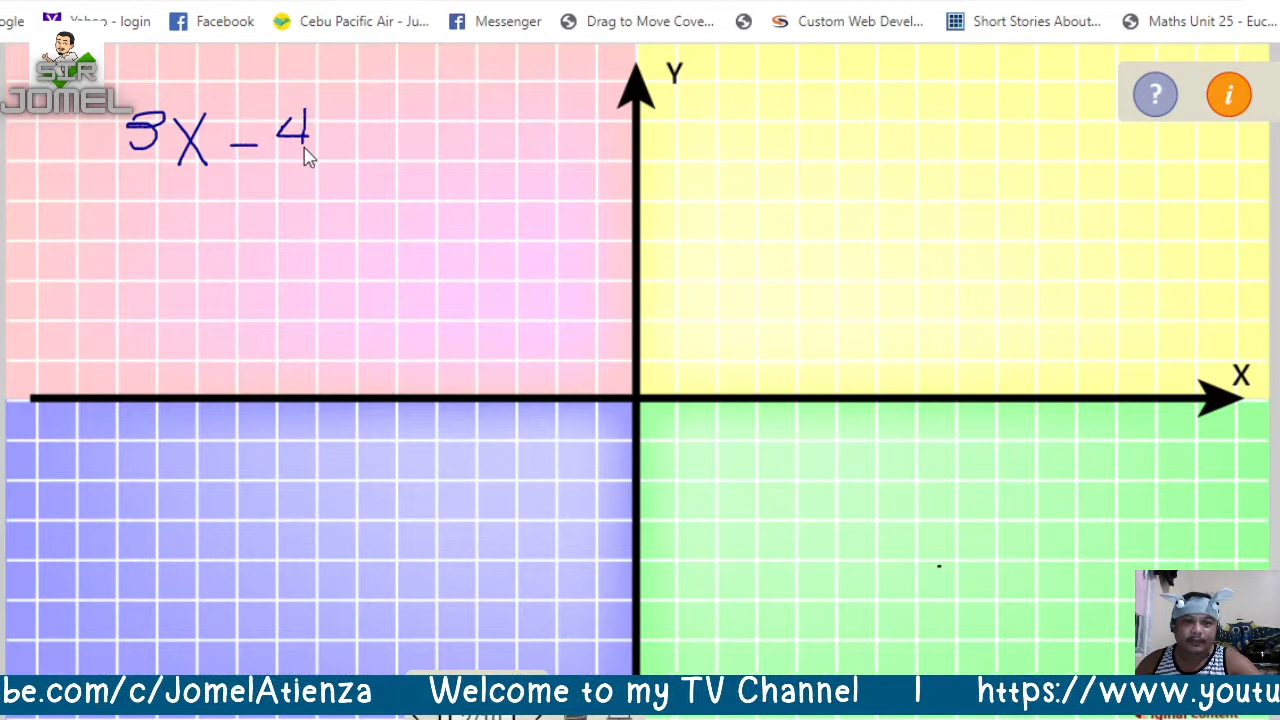 Yahoo - login
Facebook
Cebu Pacific Air - Ju...
Messenger
Drag to Move Cove...
Custom Web Devel...
Short Stories About...
Maths Unit 25 - Euc...
SIR
JOMEL
3X - 4
Y
?
i
X
be.com/c/JomelAtienza Welcome to my TV Channel | https://www.youtu